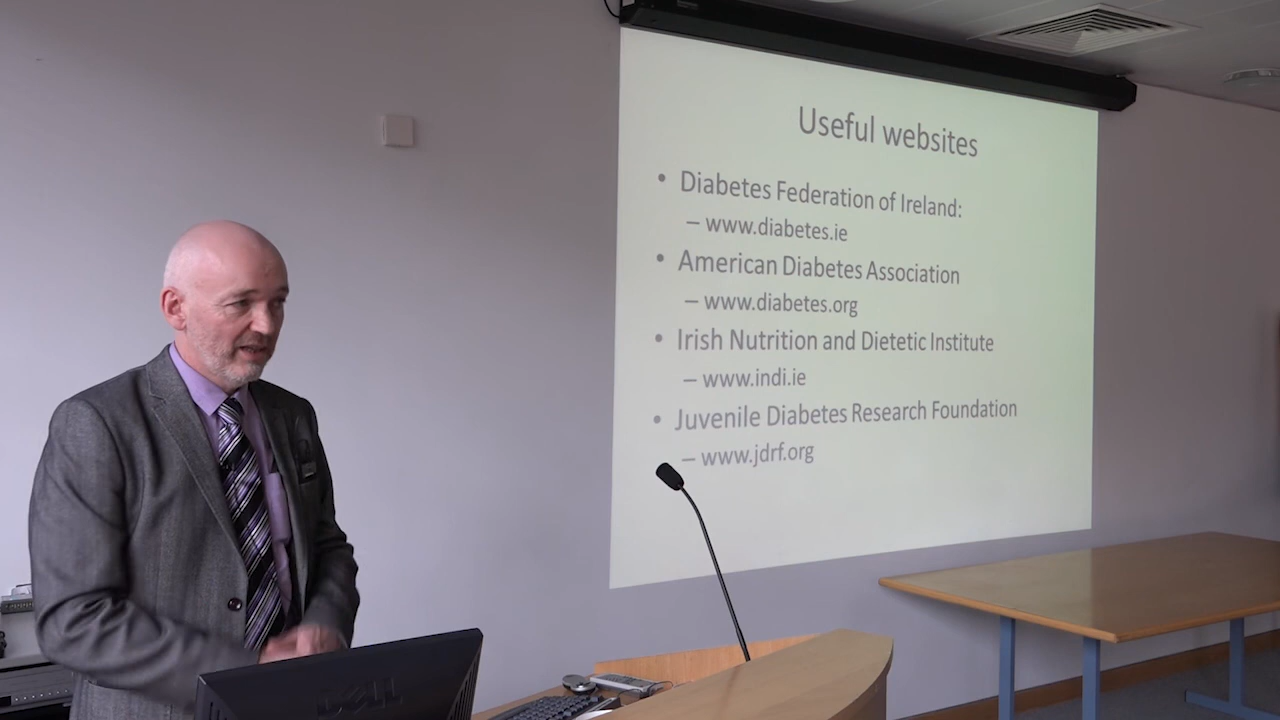 Useful websites
• Diabetes Federation of Ireland:
– www.diabetes.ie
• American Diabetes Association
– www.diabetes.org
• Irish Nutrition and Dietetic Institute
– www.indi.ie
• Juvenile Diabetes Research Foundation
– www.jdrf.org
DELL